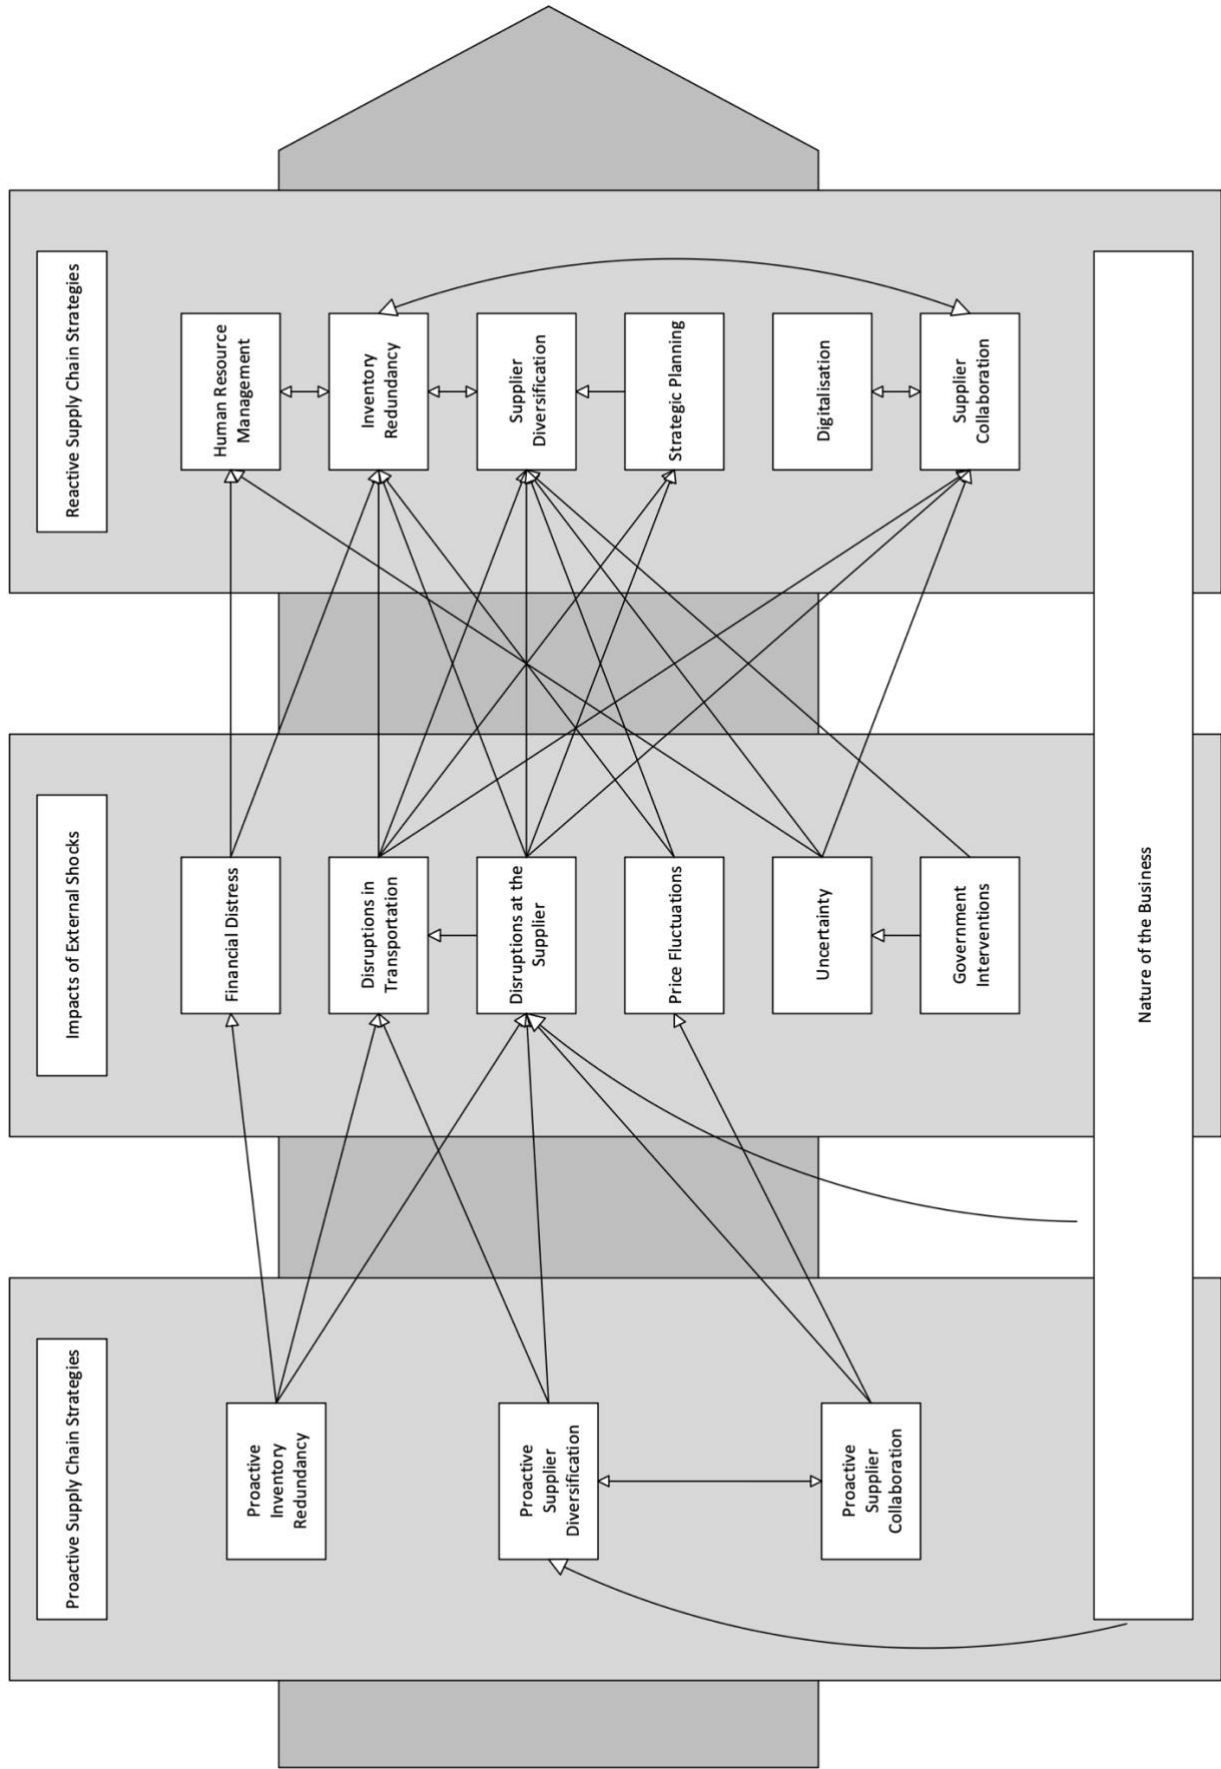 Proactive Supply Chain Strategies
Proactive
Inventory
Redundancy
Proactive
Supplier
Diversification
Proactive
Supplier
Collaboration
Impacts of External Shocks
Financial Distress
Disruptions in
Transportation
Disruptions at the
Supplier
Price Fluctuations
Uncertainty
Government
Interventions
Reactive Supply Chain Strategies
Human Resource
Management
Inventory
Redundancy
Supplier
Diversification
Strategic Planning
Digitalisation
Supplier
Collaboration
Nature of the Business